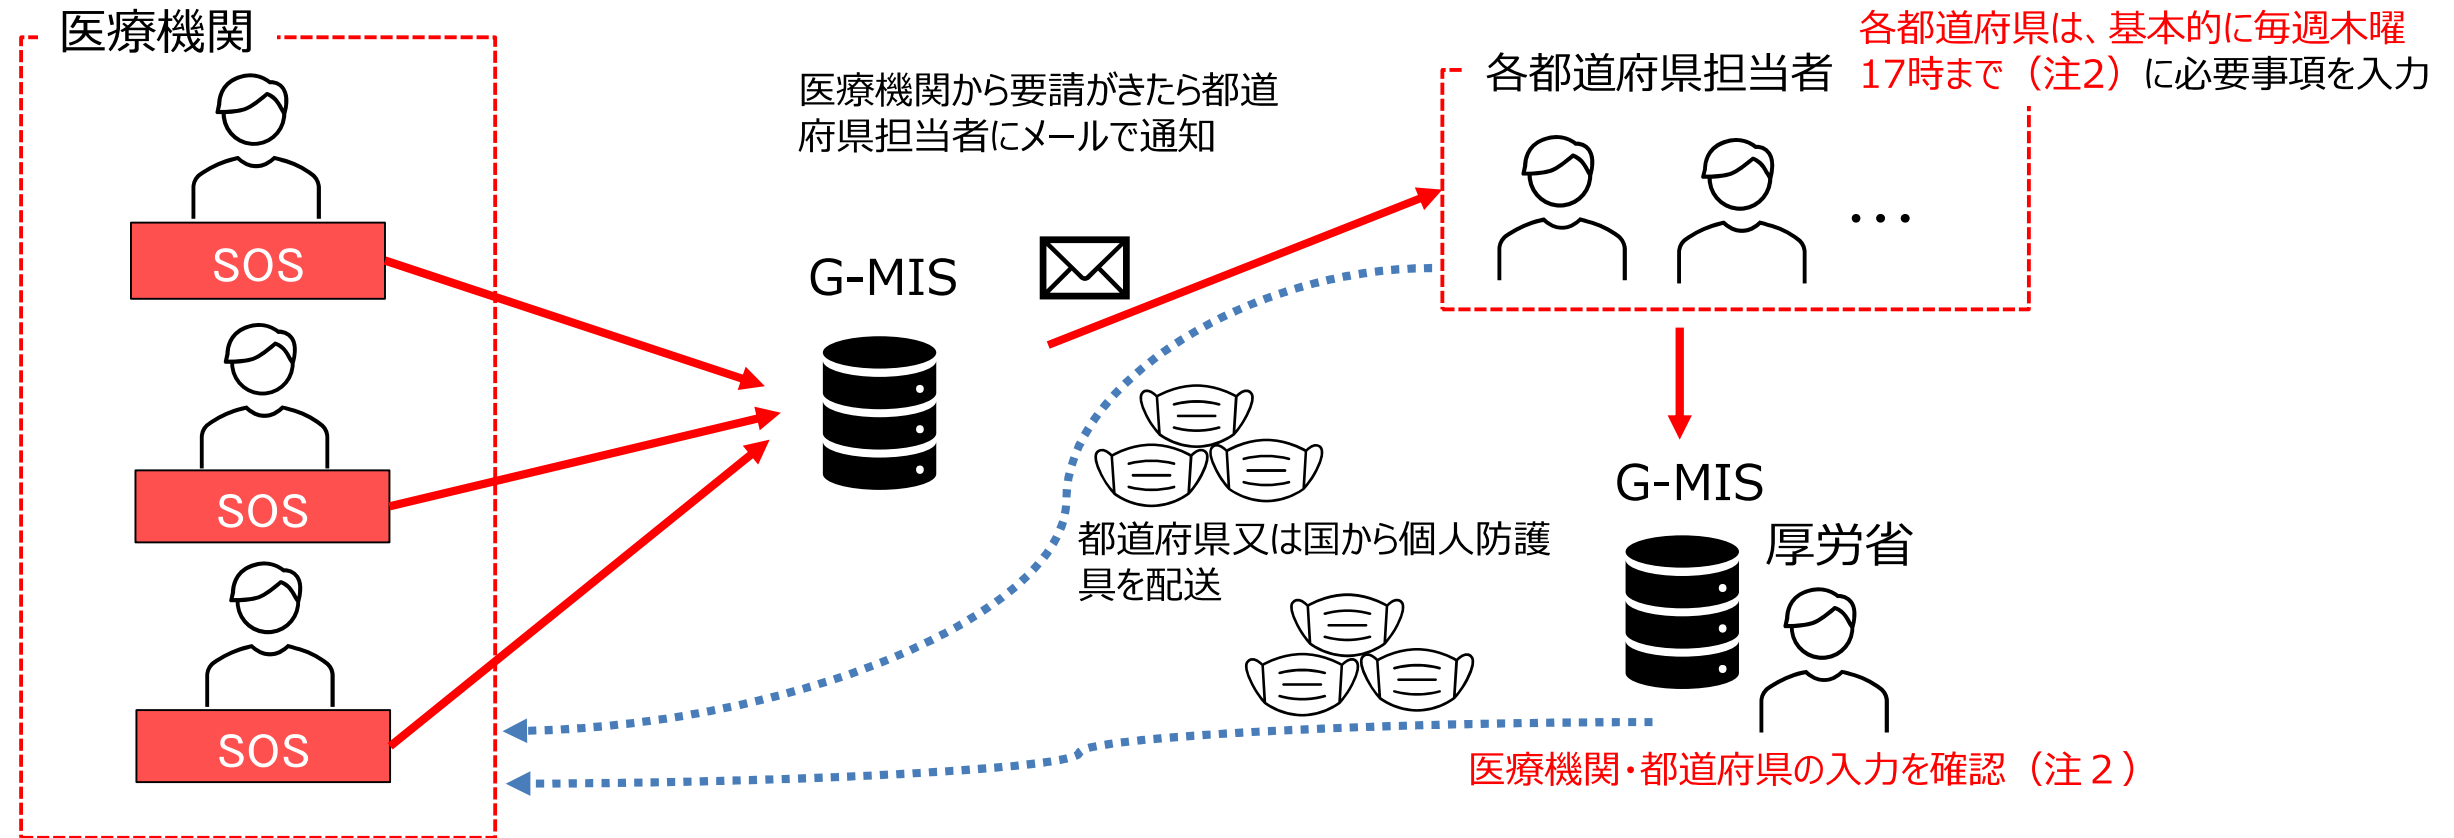 医療機関
SOS
SOS
SOS
医療機関から要請がきたら都道
府県担当者にメールで通知
G-MIS
各都道府県担当者
各都道府県は、基本的に毎週木曜
17時まで（注2）に必要事項を入力
…
都道府県又は国から個人防護
具を配送
G-MIS
厚労省
医療機関・都道府県の入力を確認（注２）